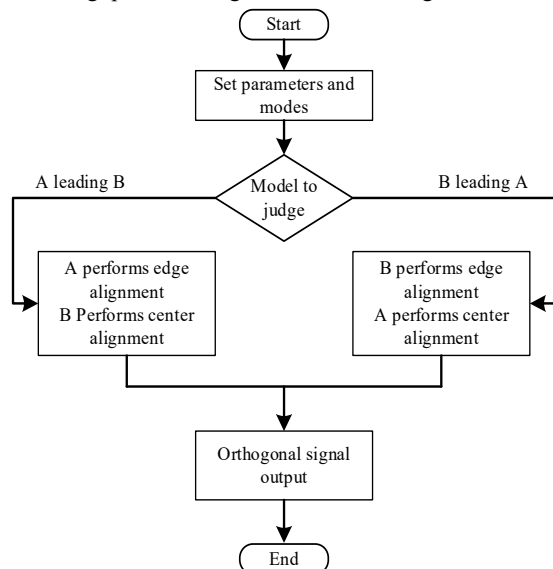 Start
Set parameters and
modes
Model to
judge
A leading B
B leading A
A performs edge
alignment
B Performs center
alignment
B performs edge
alignment
A performs center
alignment
Orthogonal signal
output
End